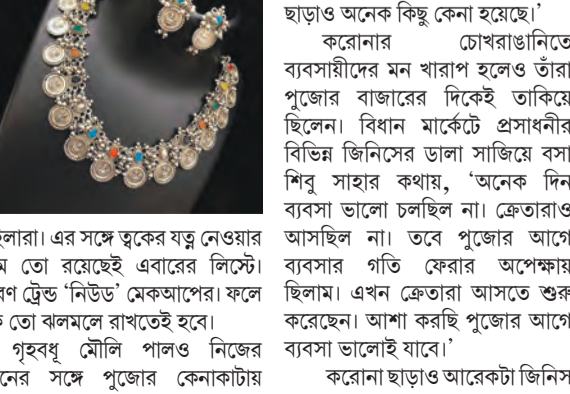 এর সঙ্গে ত্বকের যত্ন নেওয়ার
তো রয়েছেই এবারের লিস্টে।
ট্রেন্ড ‘নিউড’ মেকআপের। ফলে
তো ঝলমলে রাখতেই হবে।
গৃহবধূ মৌলি পালও নিজের
সঙ্গে পুজোর কেনাকাটায়
ছাড়াও অনেক কিছু কেনা হয়েছে।’
করোনার চোখরাঙানিতে
ব্যবসায়ীদের মন খারাপ হলেও তাঁরা
পুজোর বাজারের দিকেই তাকিয়ে
ছিলেন। বিধান মার্কেটে প্রসাধনীর
বিভিন্ন জিনিসের ডালা সাজিয়ে বসা
শিবু সাহার কথায়, ‘অনেক দিন
ব্যবসা ভালো চলছিল না। ক্রেতারাও
আসছিল না। তবে পুজোর আগে
ব্যবসার গতি ফেরার অপেক্ষায়
ছিলাম। এখন ক্রেতারা আসতে শুরু
করেছেন। আশা করছি পুজোর আগে
ব্যবসা ভালোই যাবে।’
করোনা ছাড়াও আরেকটা জিনিস